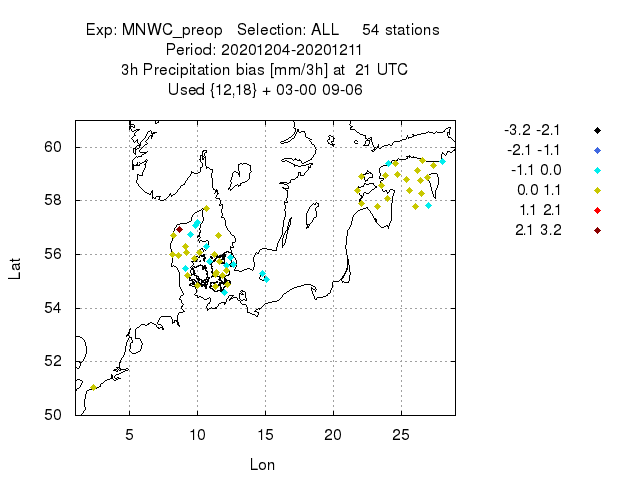 Exp: MNWC_preop   Selection: ALL     54 stations
Period: 20201204-20201211
3h Precipitation bias [mm/3h] at  21 UTC
Used {12,18} + 03-00 09-06
-3.2 -2.1
-2.1 -1.1
-1.1 0.0
0.0 1.1
1.1 2.1
2.1 3.2
60
58
56
54
52
50
Lat
5 10 15 20 25
Lon